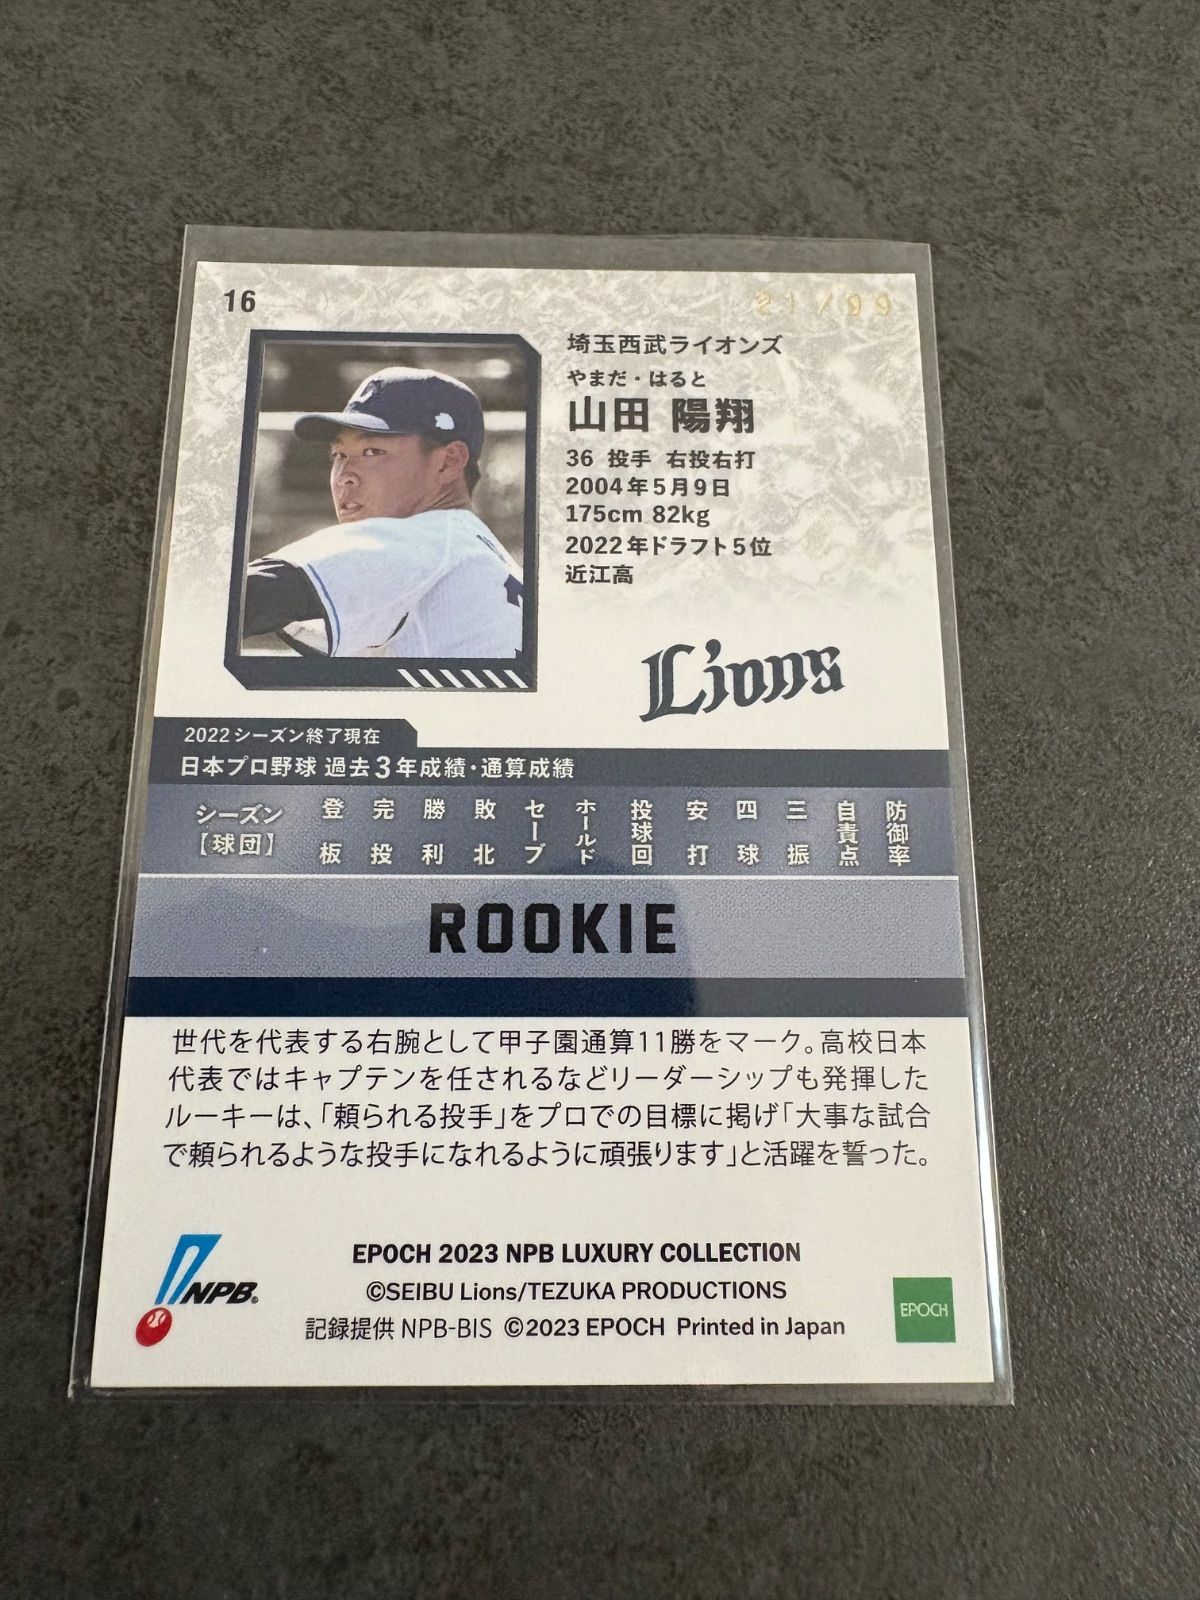 16
21/99
埼玉西武ライオンズ
やまだ・はると
山田 陽翔
36 投手 右投右打
2004年5月9日
175cm 82kg
2022年ドラフト5位
近江高
Lions
2022シーズン終了現在
日本プロ野球 過去3年成績・通算成績
シーズン【球団】 登板 完投 勝利 敗北 セーブ ホールド 投球回 安打 四球 三振 自責点 防御率
ROOKIE
世代を代表する右腕として甲子園通算11勝をマーク。高校日本
代表ではキャプテンを任されるなどリーダーシップも発揮した
ルーキーは、「頼られる投手」をプロでの目標に掲げ「大事な試合
で頼られるような投手になれるように頑張ります」と活躍を誓った。
NPB
EPOCH 2023 NPB LUXURY COLLECTION
©SEIBU Lions/TEZUKA PRODUCTIONS
記録提供 NPB-BIS ©2023 EPOCH Printed in Japan
EPOCH